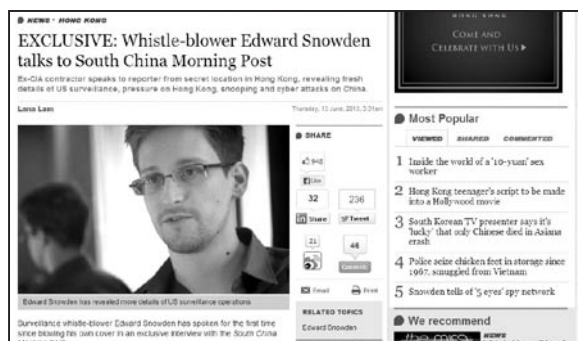 NEWS · HONG KONG
EXCLUSIVE: Whistle-blower Edward Snowden
talks to South China Morning Post
Ex-CIA contractor speaks to reporter from secret location in Hong Kong, revealing fresh
details of US surveillance, pressure on Hong Kong, snooping and cyber attacks on China.
Lana Lam
Thursday, 13 June, 2013, 3:31am
SHARE
948
Like
32
236
Share
Tweet
21
46
Comments
Email
Print
Edward Snowden has revealed more details of US surveillance operations
Surveillance whistle-blower Edward Snowden has spoken for the first time
since blowing his own cover in an exclusive interview with the South China
RELATED TOPICS
Edward Snowden
HONG KONG
COME AND
CELEBRATE WITH US
Most Popular
VIEWED SHARED COMMENTED
1 Inside the world of a '10-yuan' sex
worker
2 Hong Kong teenager's script to be made
into a Hollywood movie
3 South Korean TV presenter says it's
'lucky' that only Chinese died in Asiana
crash
4 Police seize chicken feet in storage since
1967, smuggled from Vietnam
5 Snowden tells of '5 eyes' spy network
We recommend
NEWS